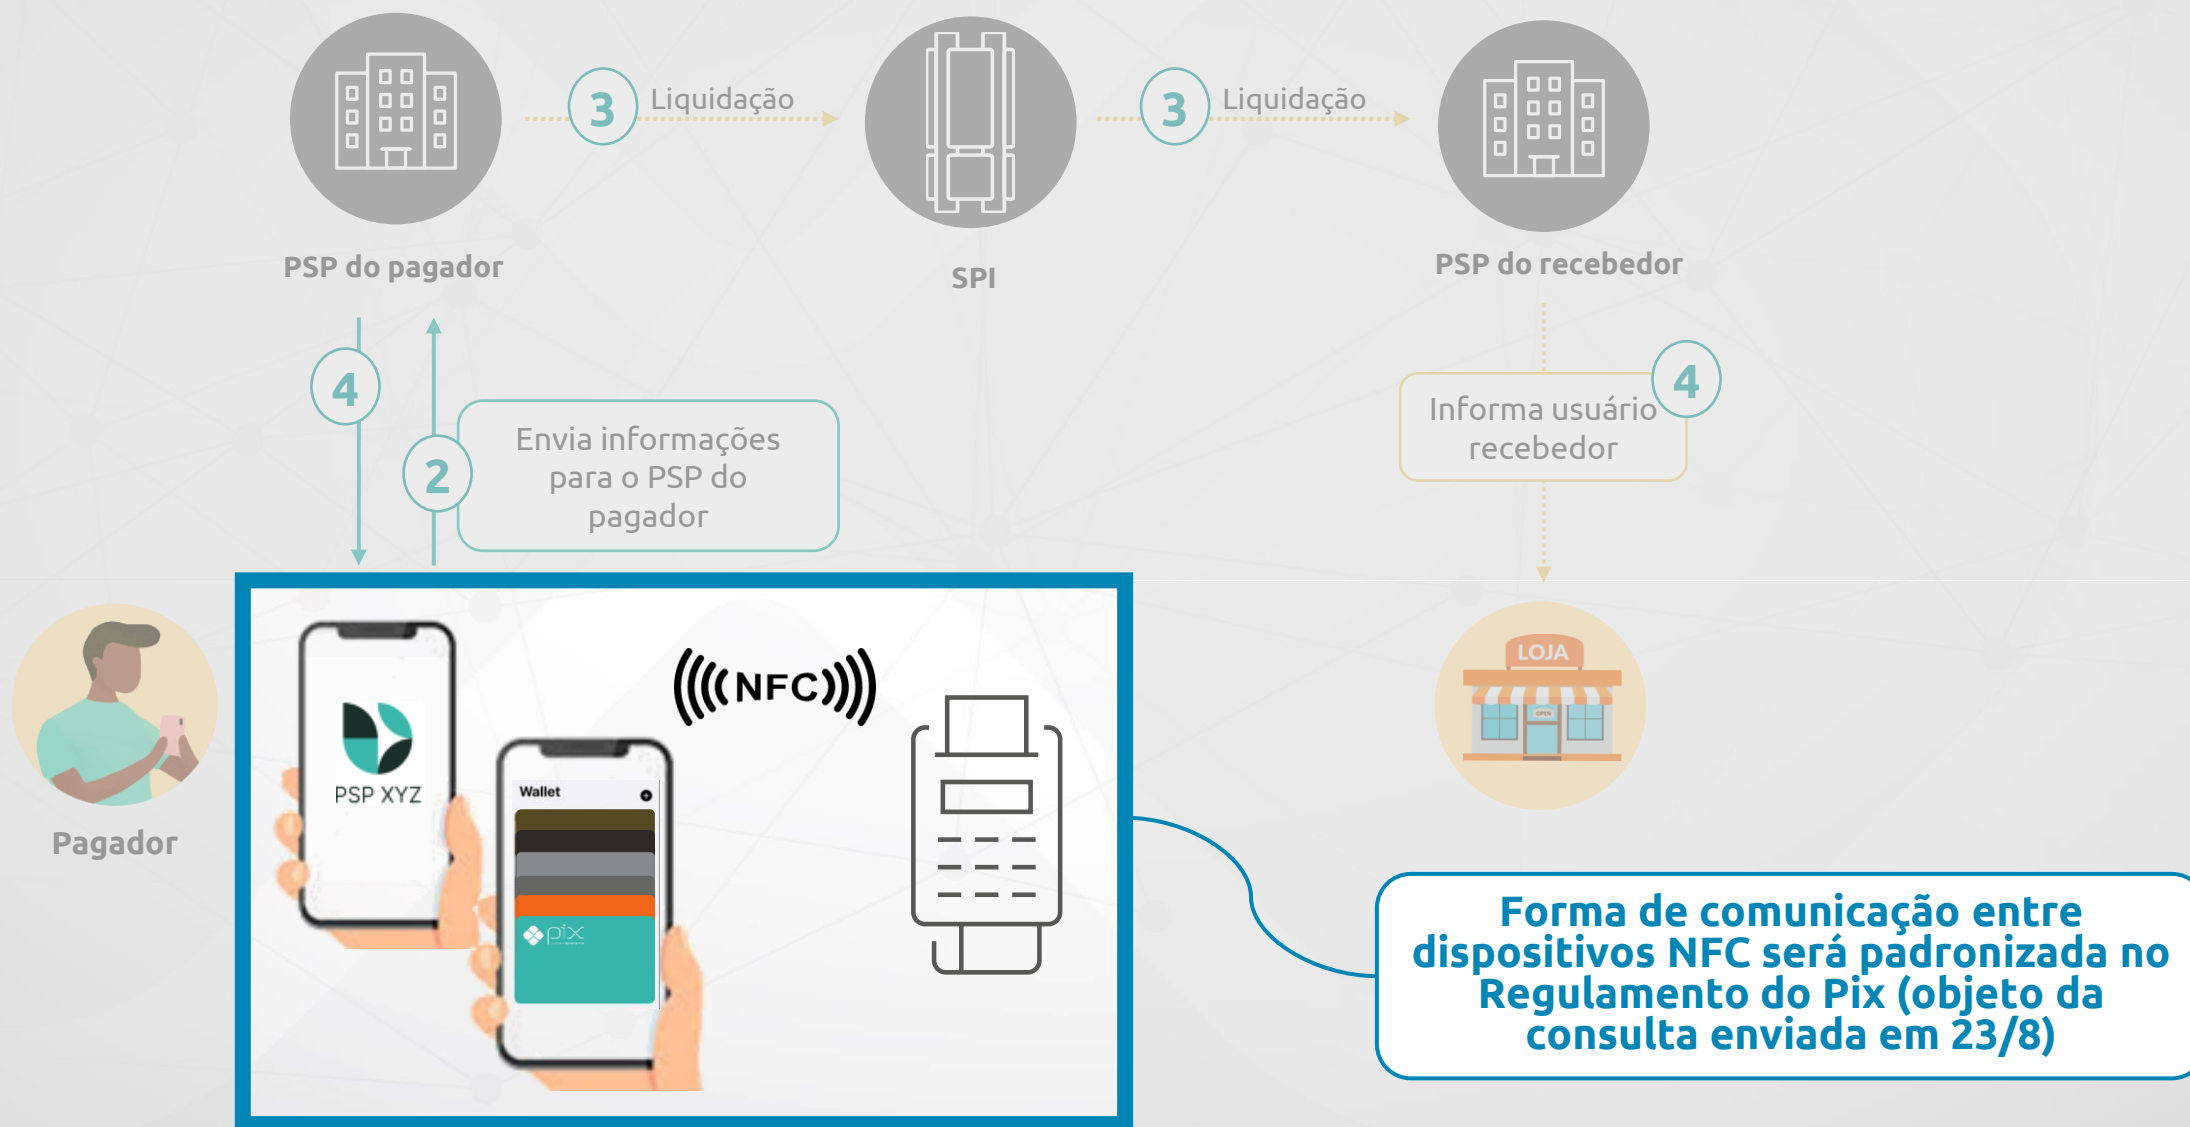 3
Liquidação
3
Liquidação
PSP do pagador
SPI
PSP do recebedor
4
2
Envia informações
para o PSP do
pagador
4
Informa usuário
recebedor
Pagador
PSP XYZ
Wallet
pix
((((NFC))))
LOJA
OPEN
Forma de comunicação entre
dispositivos NFC será padronizada no
Regulamento do Pix (objeto da
consulta enviada em 23/8)